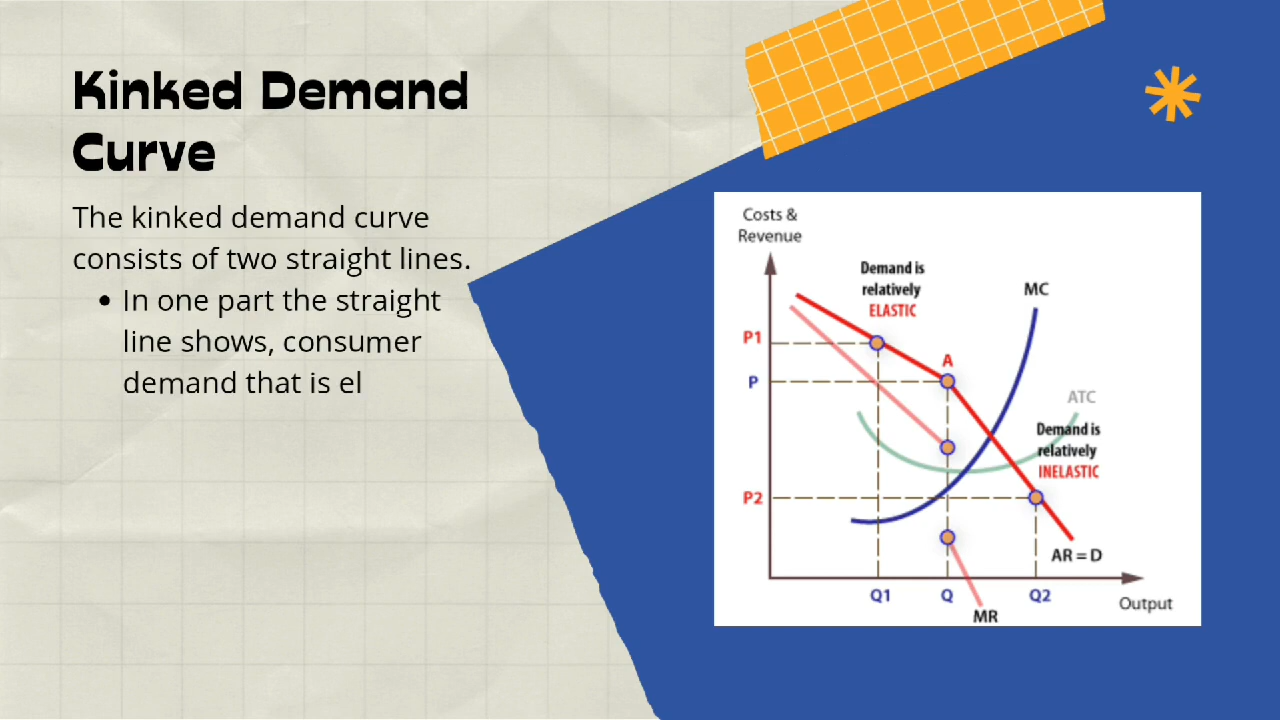 Kinked Demand
Curve
The kinked demand curve
consists of two straight lines.
• In one part the straight
line shows, consumer
demand that is el
Costs &
Revenue
Demand is
relatively
ELASTIC
MC
P1
A
P
ATC
Demand is
relatively
INELASTIC
P2
AR = D
Q1
Q
Q2
Output
MR